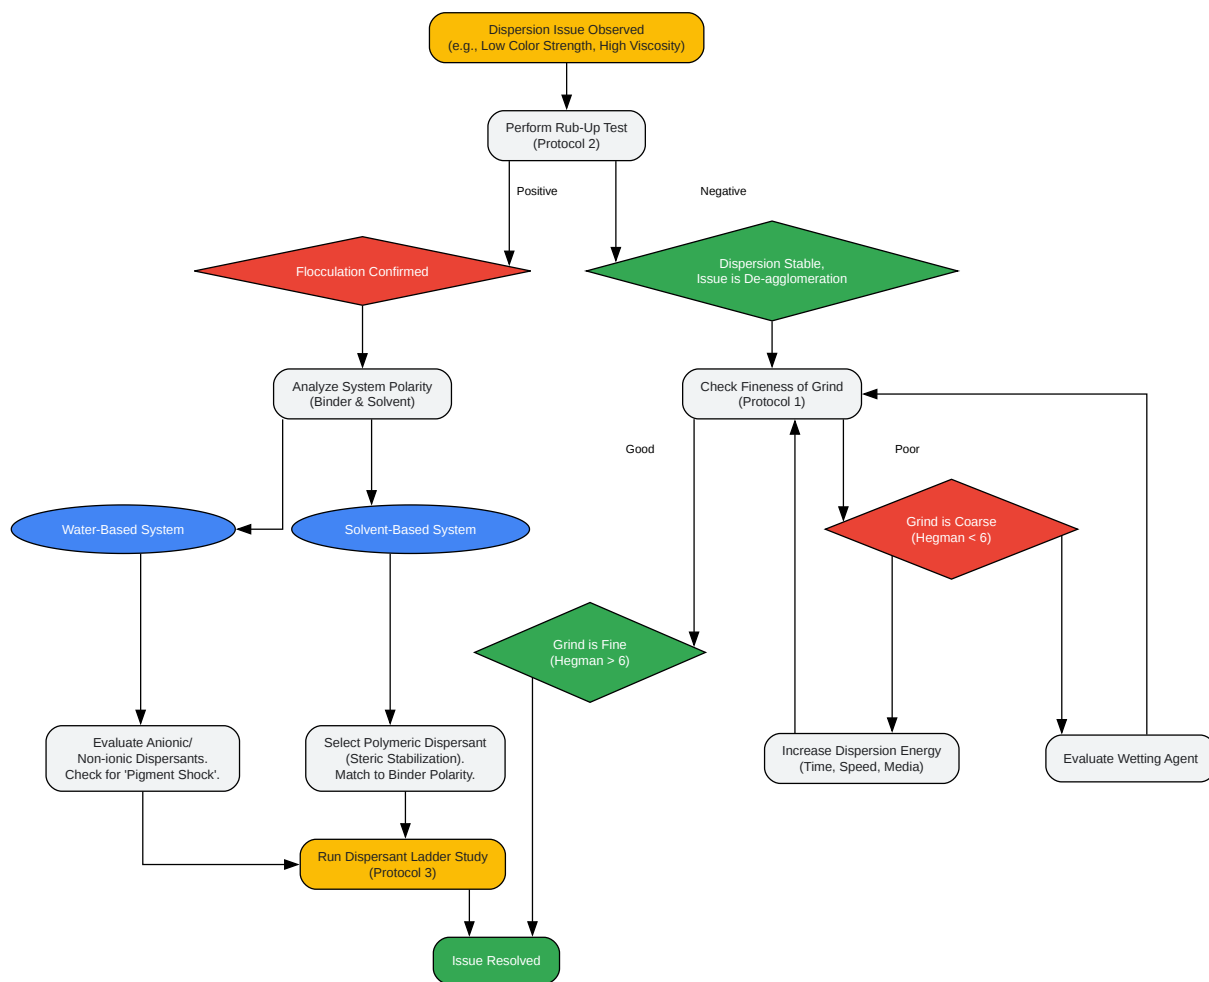 Dispersion Issue Observed
(e.g., Low Color Strength, High Viscosity)
Perform Rub-Up Test
(Protocol 2)
Positive
Negative
Flocculation Confirmed
Dispersion Stable,
Issue is De-agglomeration
Analyze System Polarity
(Binder & Solvent)
Check Fineness of Grind
(Protocol 1)
Good
Poor
Water-Based System
Solvent-Based System
Grind is Coarse
(Hegman < 6)
Grind is Fine
(Hegman > 6)
Evaluate Anionic/
Non-ionic Dispersants.
Check for 'Pigment Shock'.
Select Polymeric Dispersant
(Steric Stabilization).
Match to Binder Polarity.
Increase Dispersion Energy
(Time, Speed, Media)
Evaluate Wetting Agent
Run Dispersant Ladder Study
(Protocol 3)
Issue Resolved